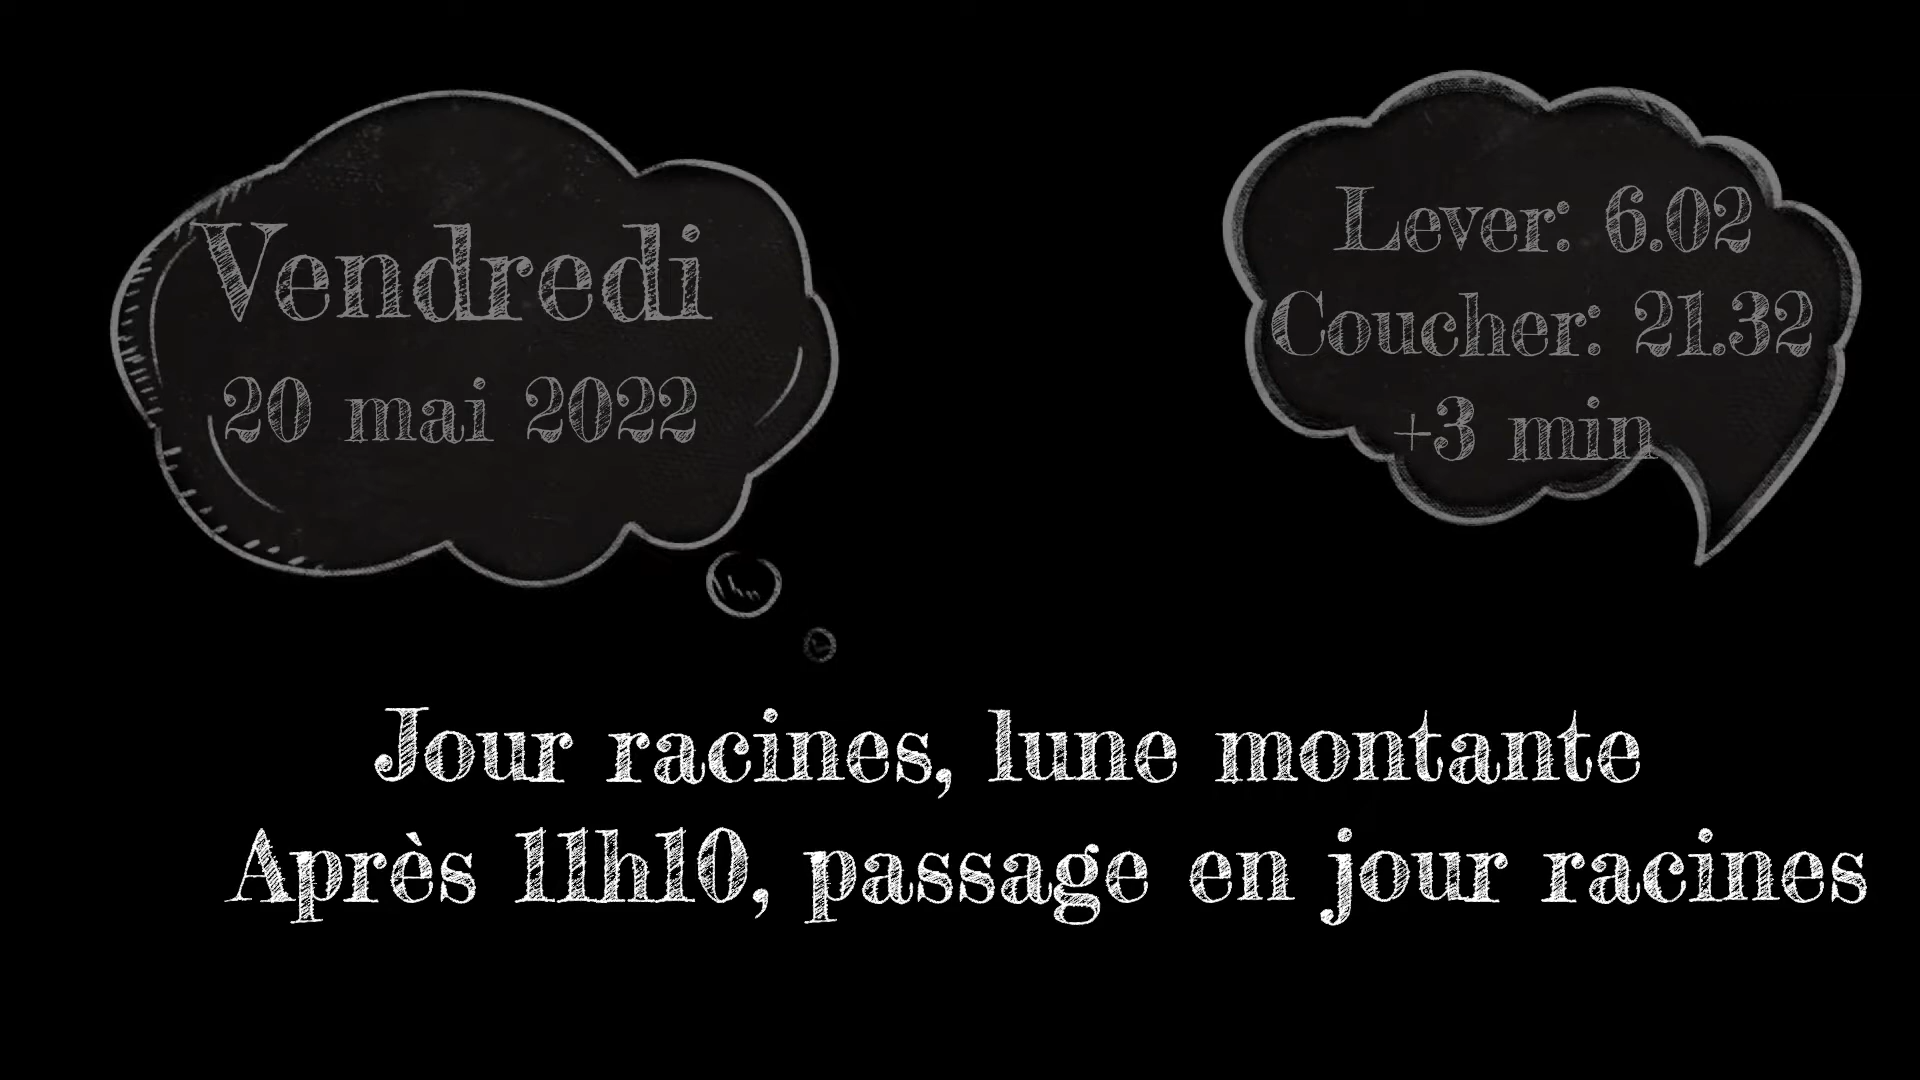 Vendredi
20 mai 2022
Lever: 6.02
Coucher: 21.32
+3 min
Jour racines, lune montante
Après 11h10, passage en jour racines